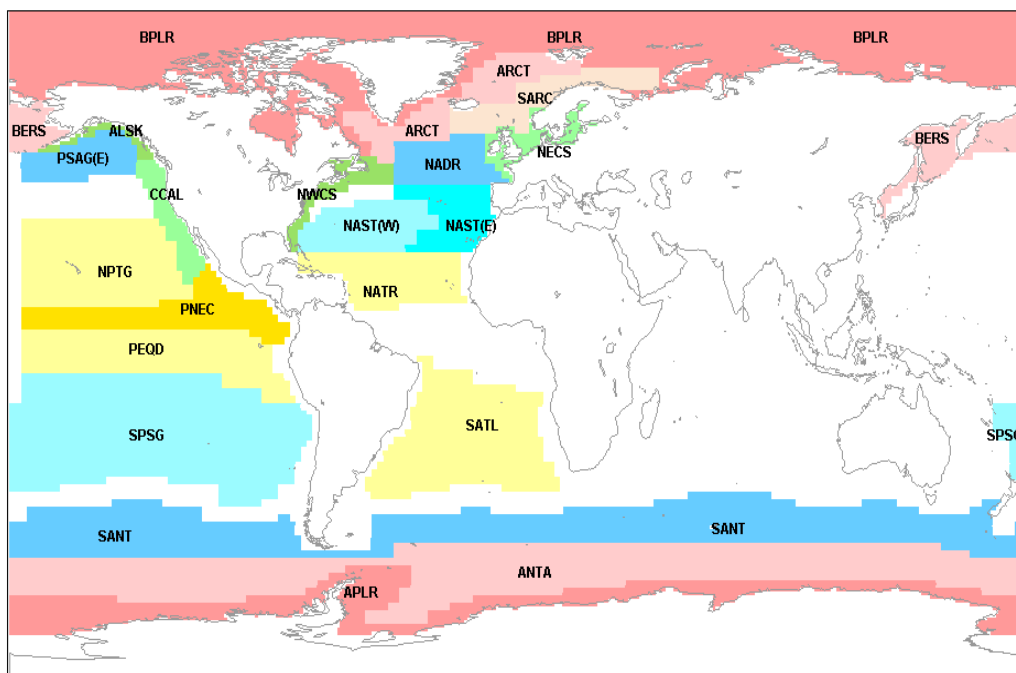 BPLR BPLR BPLR
ARCT
SARC
BERS ALSK ARCT BERS
PSAG(E) NADR NECS
CCAL NWCS
NAST(W) NAST(E)
NPTG NATR
PNEC
PEQD
SATL
SPSG SPSG
SANT SANT
ANTA
APLR